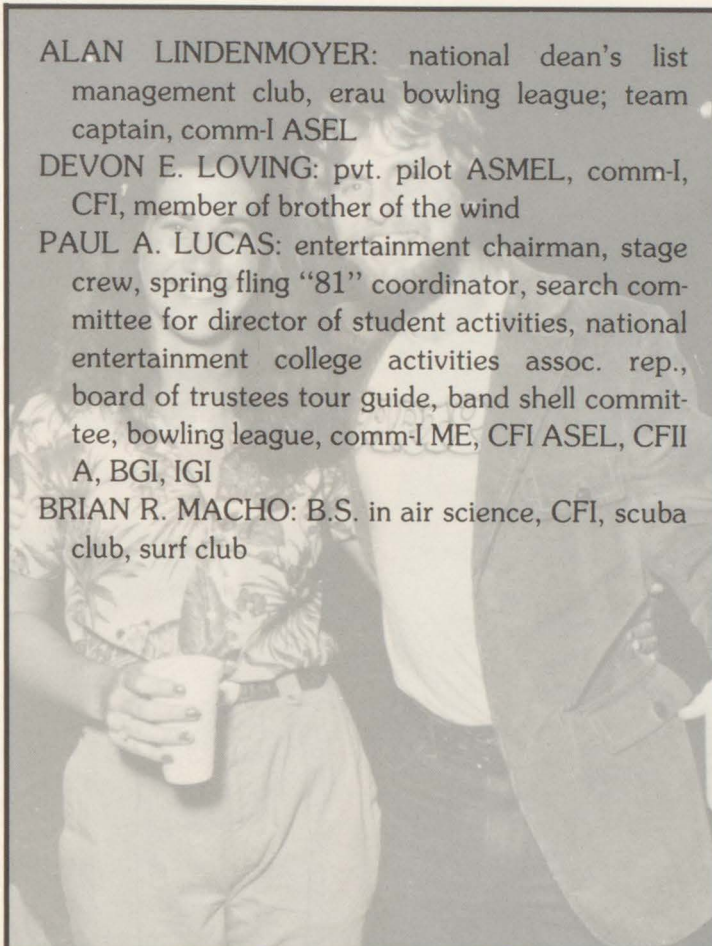 ALAN LINDENMOYER: national dean's list
management club, erau bowling league; team
captain, comm-I ASEL
DEVON E. LOVING: pvt. pilot ASMEL, comm-I,
CFI, member of brother of the wind
PAUL A. LUCAS: entertainment chairman, stage
crew, spring fling “81” coordinator, search com-
mittee for director of student activities, national
entertainment college activities assoc. rep.,
board of trustees tour guide, band shell commit-
tee, bowling league, comm-I ME, CFI ASEL, CFII
A, BGI, IGI
BRIAN R. MACHO: B.S. in air science, CFI, scuba
club, surf club